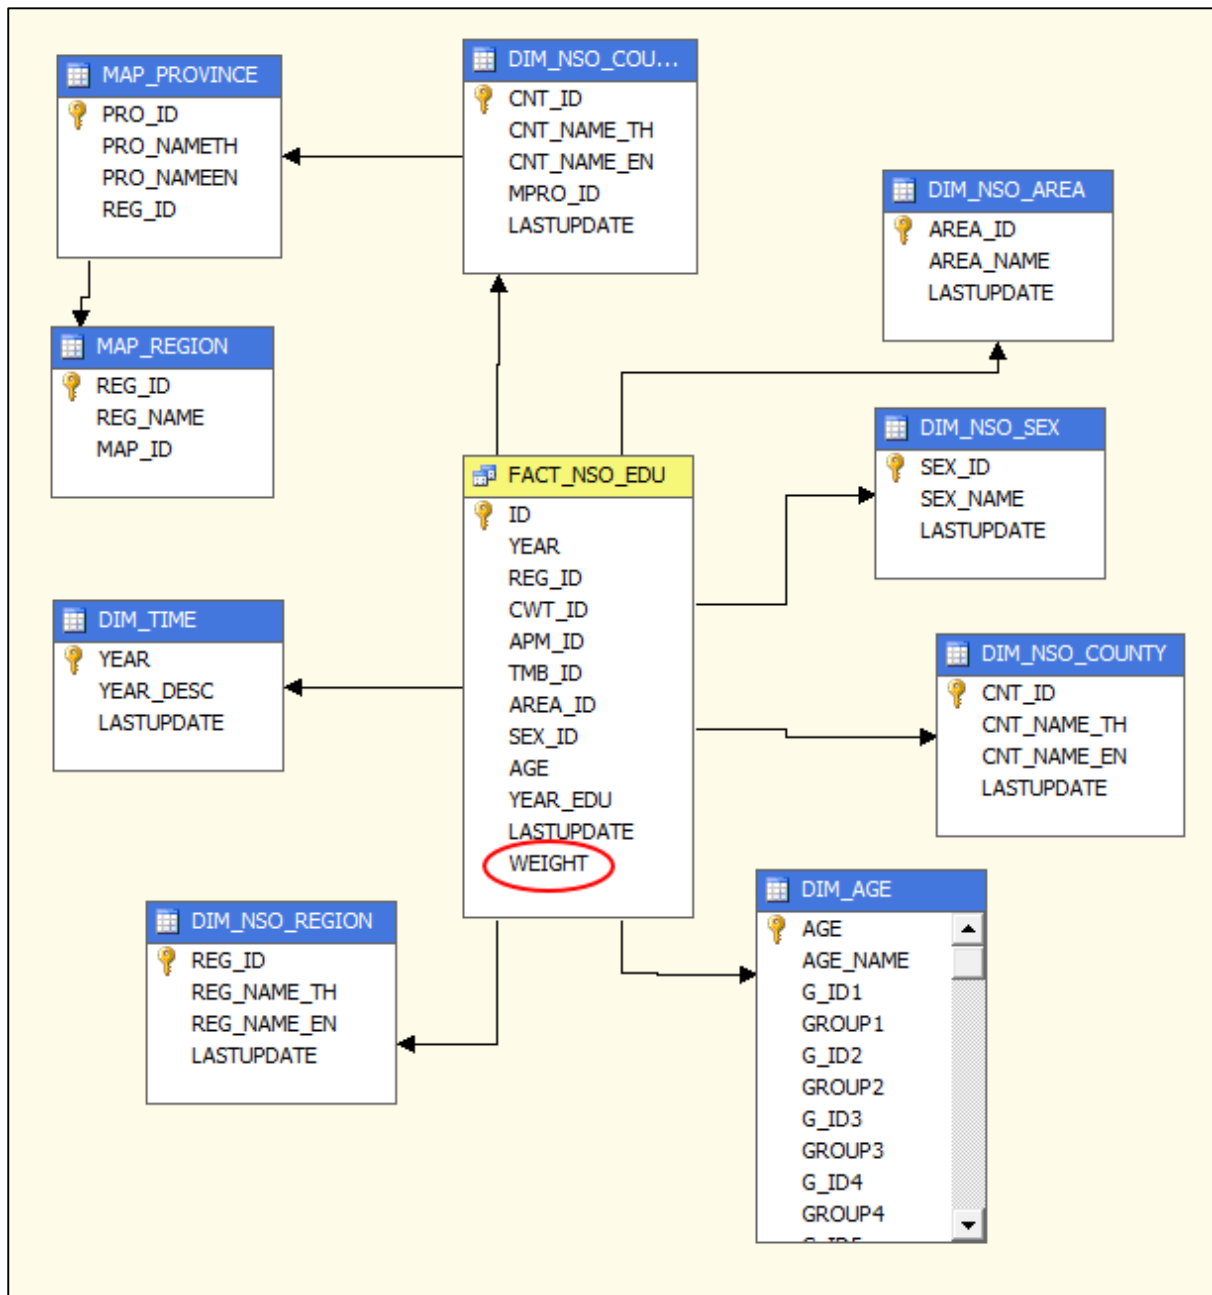 MAP_PROVINCE
PRO_ID
PRO_NAMETH
PRO_NAMEEN
REG_ID
DIM_NSO_COU...
CNT_ID
CNT_NAME_TH
CNT_NAME_EN
MPRO_ID
LASTUPDATE
DIM_NSO_AREA
AREA_ID
AREA_NAME
LASTUPDATE
MAP_REGION
REG_ID
REG_NAME
MAP_ID
DIM_NSO_SEX
SEX_ID
SEX_NAME
LASTUPDATE
FACT_NSO_EDU
ID
YEAR
REG_ID
CWT_ID
APM_ID
TMB_ID
AREA_ID
SEX_ID
AGE
YEAR_EDU
LASTUPDATE
WEIGHT
DIM_TIME
YEAR
YEAR_DESC
LASTUPDATE
DIM_NSO_COUNTY
CNT_ID
CNT_NAME_TH
CNT_NAME_EN
LASTUPDATE
DIM_NSO_REGION
REG_ID
REG_NAME_TH
REG_NAME_EN
LASTUPDATE
DIM_AGE
AGE
AGE_NAME
G_ID1
GROUP1
G_ID2
GROUP2
G_ID3
GROUP3
G_ID4
GROUP4